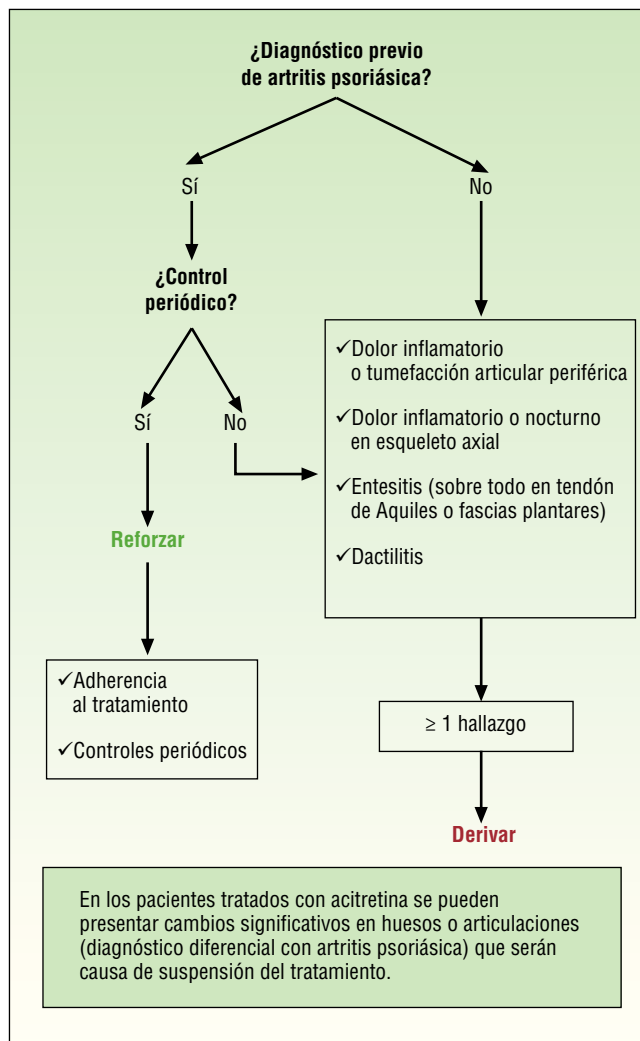 ¿Diagnóstico previo
de artritis psoriásica?
Sí
No
¿Control
periódico?
Sí
No
Reforzar
✓Adherencia
al tratamiento
✓Controles periódicos
✓Dolor inflamatorio
o tumefacción articular periférica
✓Dolor inflamatorio o nocturno
en esqueleto axial
✓Entesitis (sobre todo en tendón
de Aquiles o fascias plantares)
✓Dactilitis
≥ 1 hallazgo
Derivar
En los pacientes tratados con acitretina se pueden
presentar cambios significativos en huesos o articulaciones
(diagnóstico diferencial con artritis psoriásica) que serán
causa de suspensión del tratamiento.